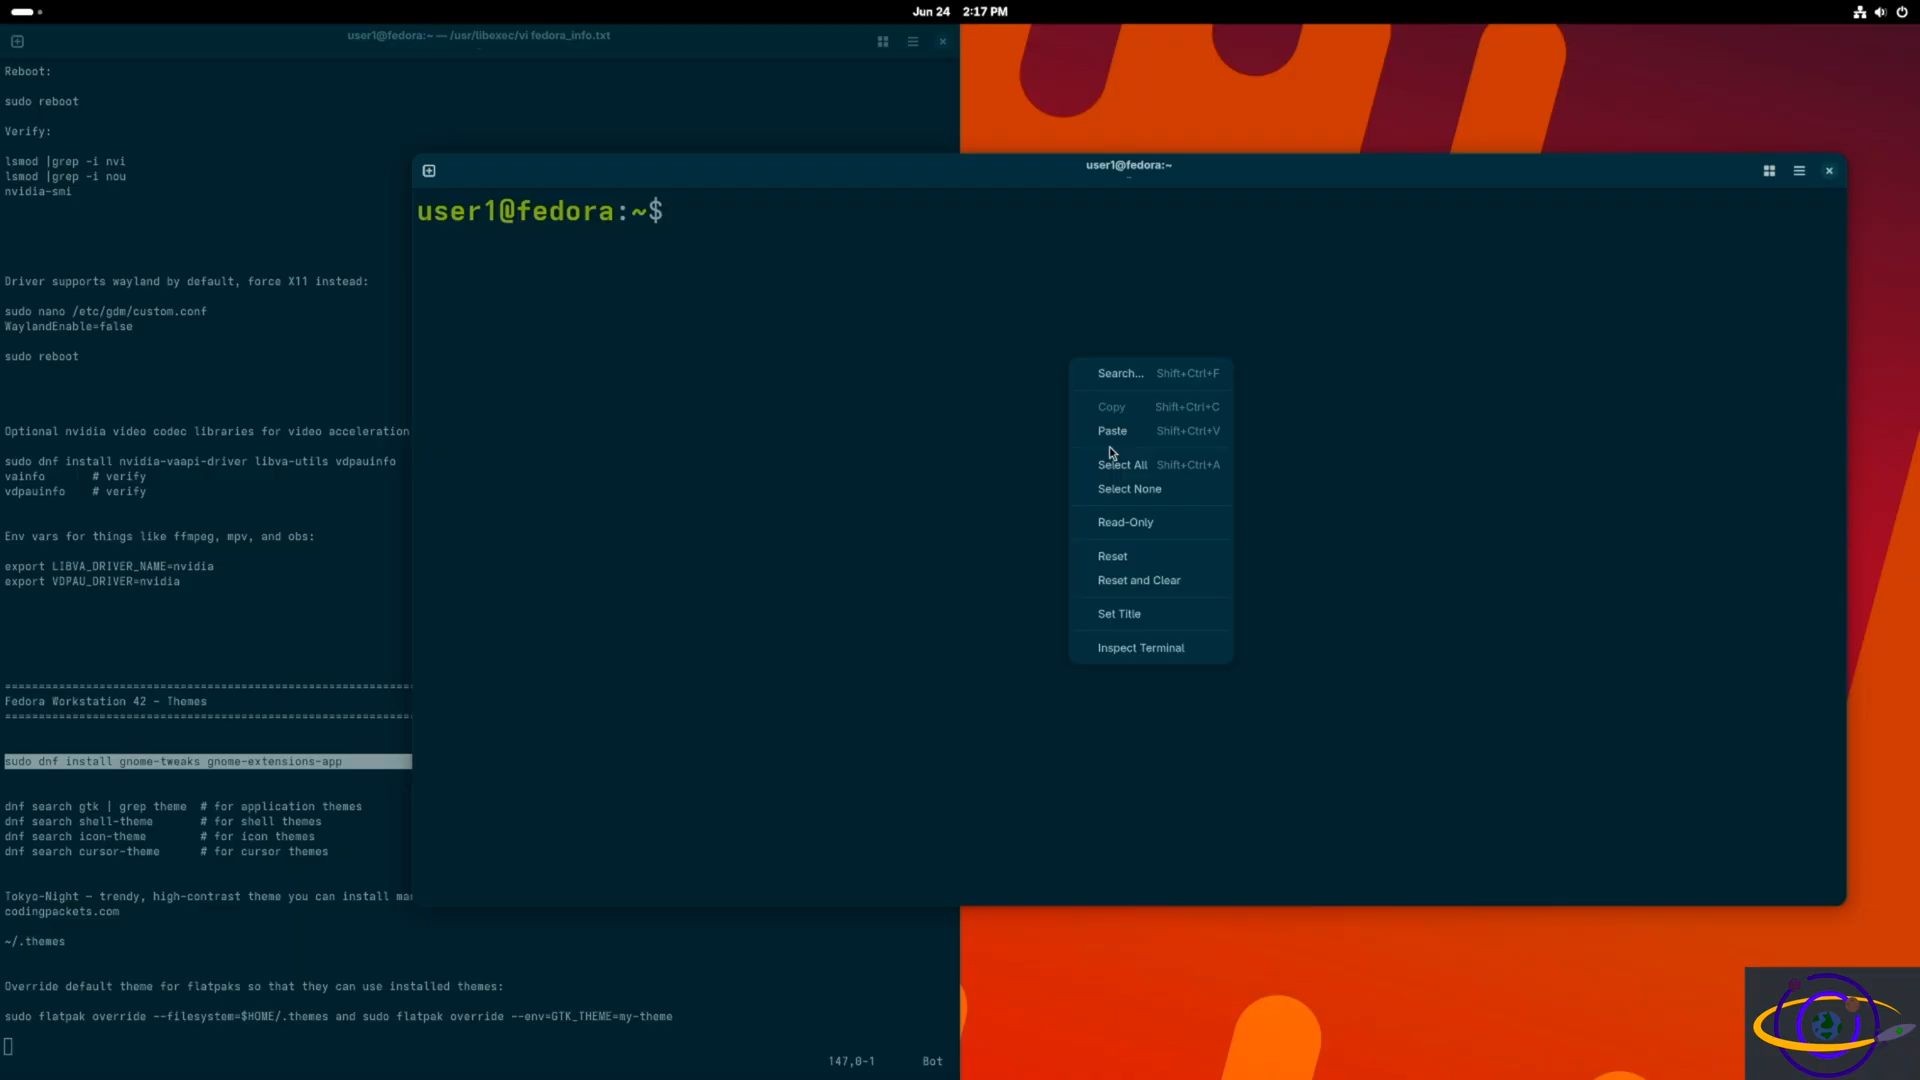 Jun 24 2:17 PM
user1@fedora:~ — /usr/libexec/vi fedora_info.txt
Reboot:
sudo reboot
Verify:
lsmod |grep -i nvi
lsmod |grep -i nou
nvidia-smi
Driver supports wayland by default, force X11 instead:
sudo nano /etc/gdm/custom.conf
WaylandEnable=false
sudo reboot
Optional nvidia video codec libraries for video acceleration
sudo dnf install nvidia-vaapi-driver libva-utils vdpauinfo
vainfo # verify
vdpauinfo # verify
Env vars for things like ffmpeg, mpv, and obs:
export LIBVA_DRIVER_NAME=nvidia
export VDPAU_DRIVER=nvidia
=============================================================
Fedora Workstation 42 - Themes
=============================================================
sudo dnf install gnome-tweaks gnome-extensions-app
dnf search gtk | grep theme # for application themes
dnf search shell-theme # for shell themes
dnf search icon-theme # for icon themes
dnf search cursor-theme # for cursor themes
Tokyo-Night – trendy, high-contrast theme you can install
codingpackets.com
~/.themes
Override default theme for flatpaks so that they can use installed themes:
sudo flatpak override --filesystem=$HOME/.themes and sudo flatpak override --env=GTK_THEME=my-theme
147,0-1 Bot
user1@fedora:~
~
user1@fedora:~$
Search... Shift+Ctrl+F
Copy Shift+Ctrl+C
Paste Shift+Ctrl+V
Select All Shift+Ctrl+A
Select None
Read-Only
Reset
Reset and Clear
Set Title
Inspect Terminal